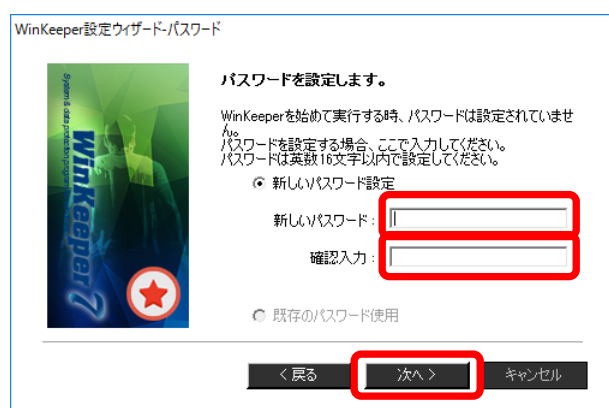 WinKeeper設定ウィザード-パスワード
パスワードを設定します。
WinKeeperを始めて実行する時、パスワードは設定されていませ
ん。
パスワードを設定する場合、ここで入力してください。
パスワードは英数16文字以内で設定してください。
新しいパスワード設定
新しいパスワード：
確認入力：
既存のパスワード使用
System & data protection program
WinKeeper 7
< 戻る
次へ >
キャンセル